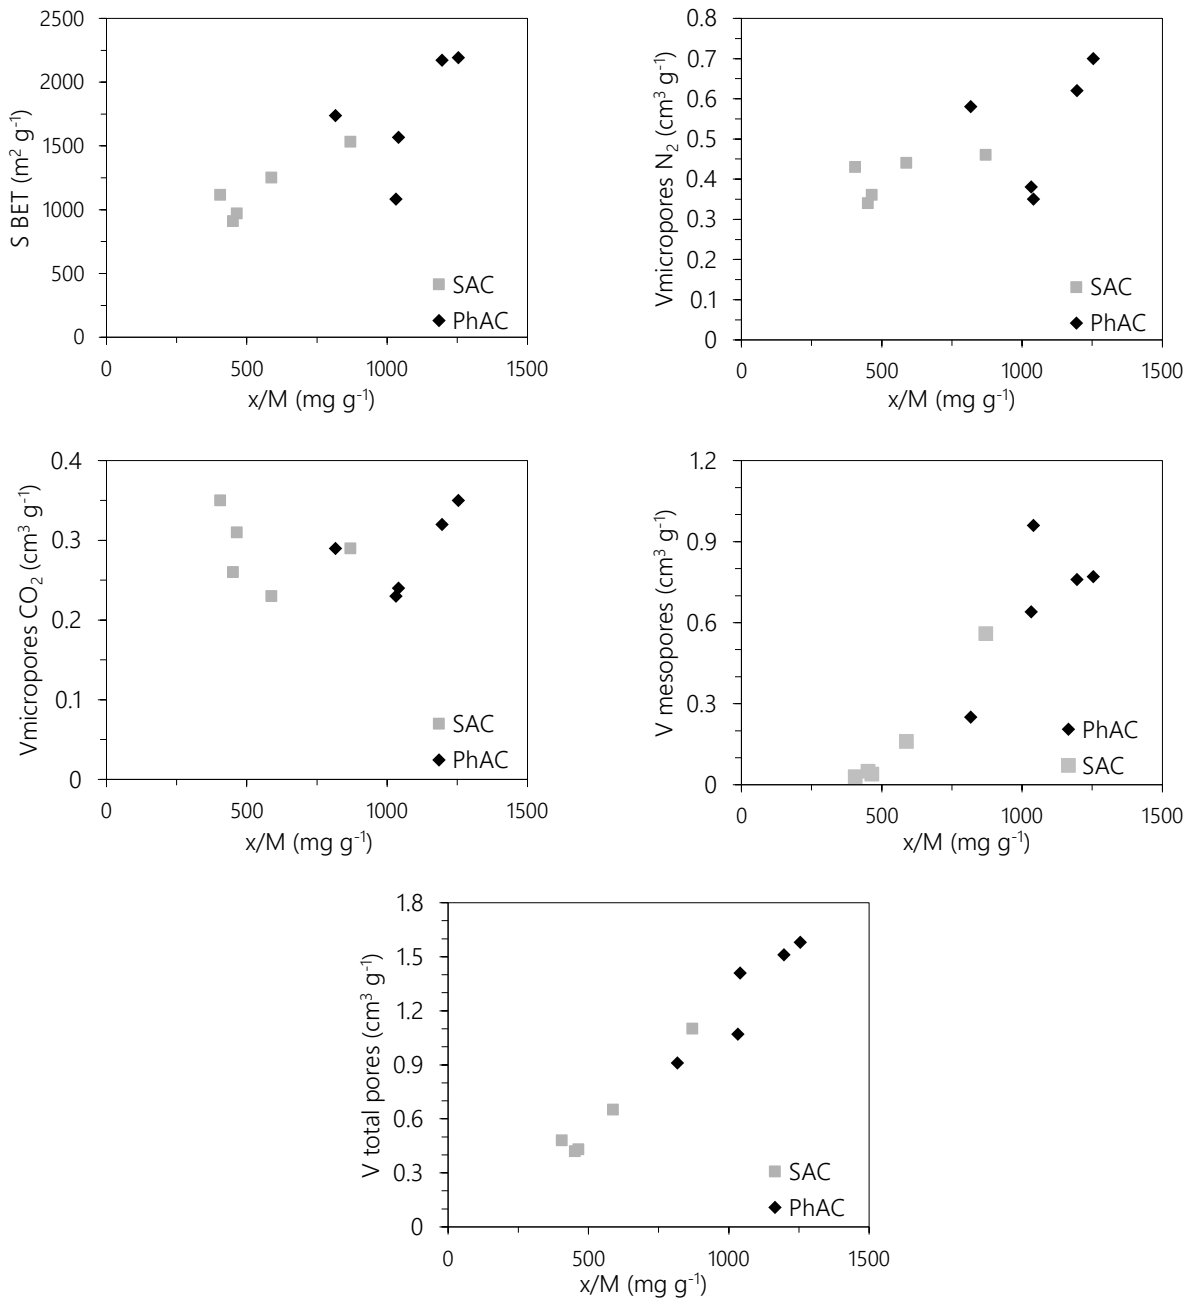 S BET (m² g⁻¹)
2500
2000
1500
1000
500
0
SAC
PhAC
0 500 1000 1500
x/M (mg g⁻¹)
Vmicropores N₂ (cm³ g⁻¹)
0.8
0.7
0.6
0.5
0.4
0.3
0.2
0.1
0
SAC
PhAC
0 500 1000 1500
x/M (mg g⁻¹)
Vmicropores CO₂ (cm³ g⁻¹)
0.4
0.3
0.2
0.1
0
SAC
PhAC
0 500 1000 1500
x/M (mg g⁻¹)
V mesopores (cm³ g⁻¹)
1.2
0.9
0.6
0.3
0
PhAC
SAC
0 500 1000 1500
x/M (mg g⁻¹)
V total pores (cm³ g⁻¹)
1.8
1.5
1.2
0.9
0.6
0.3
0
SAC
PhAC
0 500 1000 1500
x/M (mg g⁻¹)